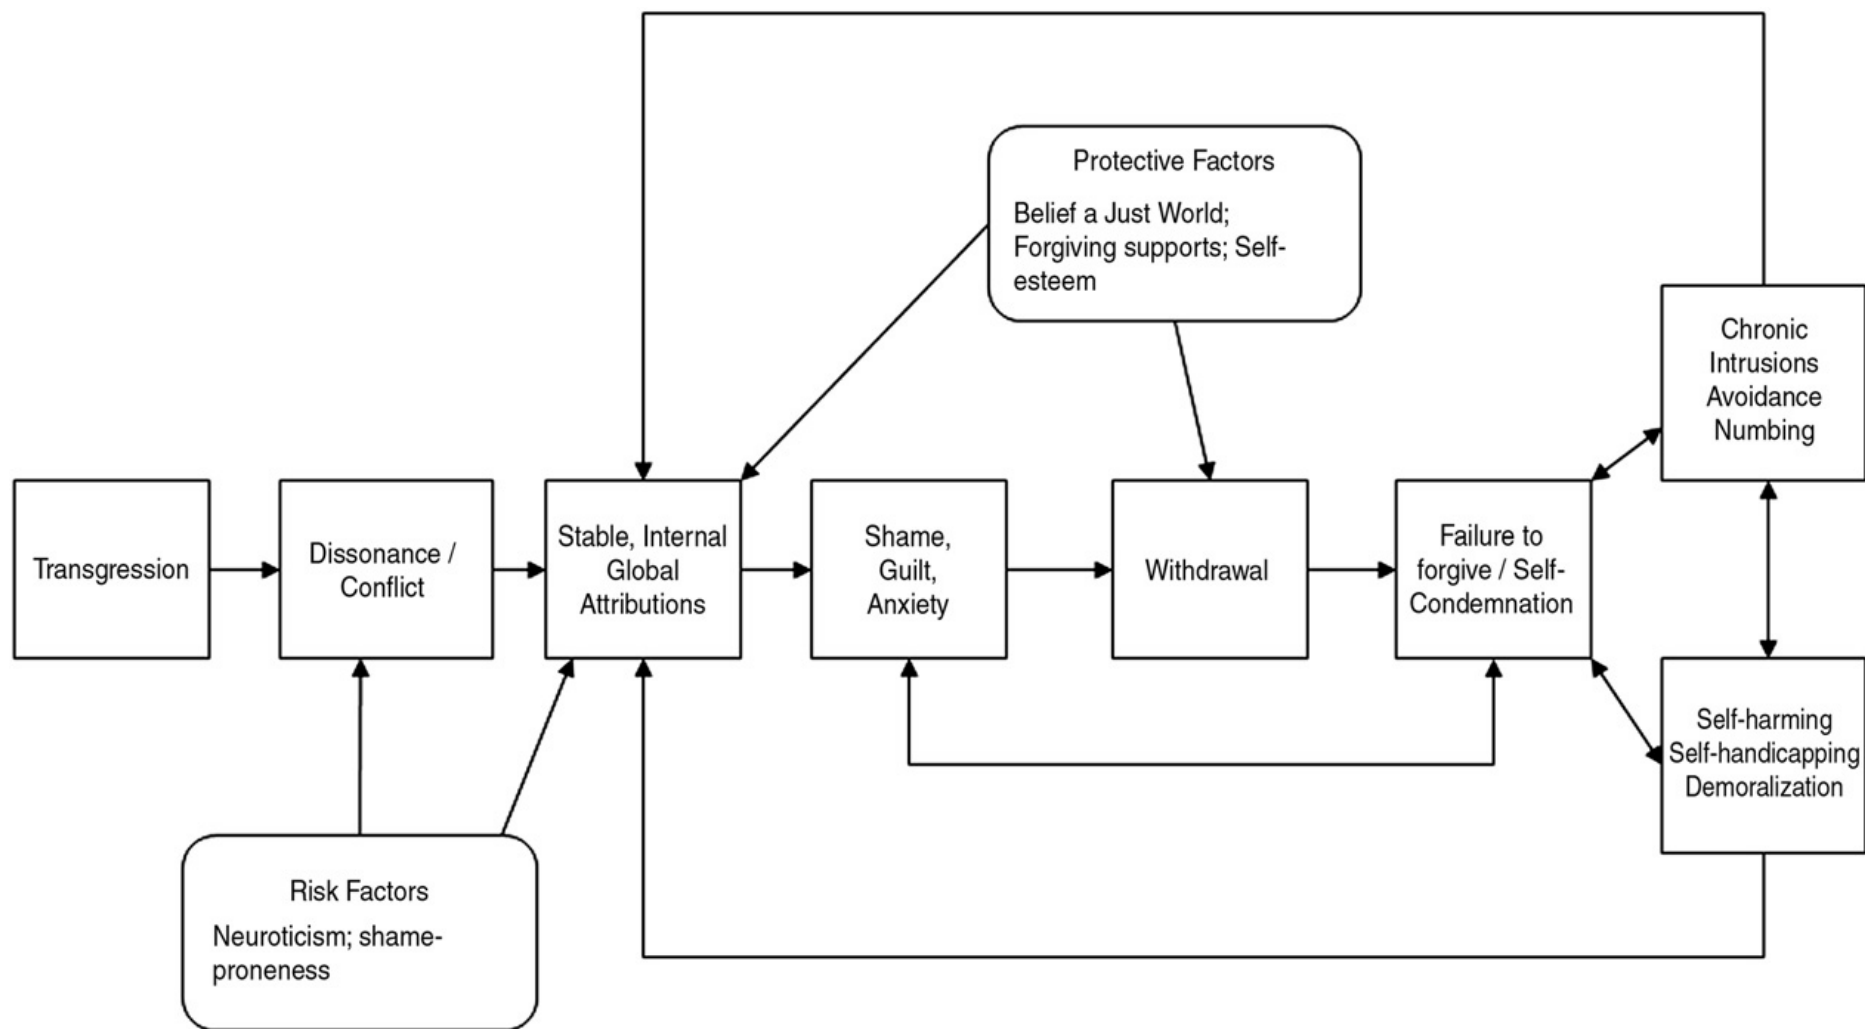 Protective Factors
Belief a Just World;
Forgiving supports; Self-
esteem
Chronic
Intrusions
Avoidance
Numbing
Transgression
Dissonance /
Conflict
Stable, Internal
Global
Attributions
Shame,
Guilt,
Anxiety
Withdrawal
Failure to
forgive / Self-
Condemnation
Self-harming
Self-handicapping
Demoralization
Risk Factors
Neuroticism; shame-
proneness